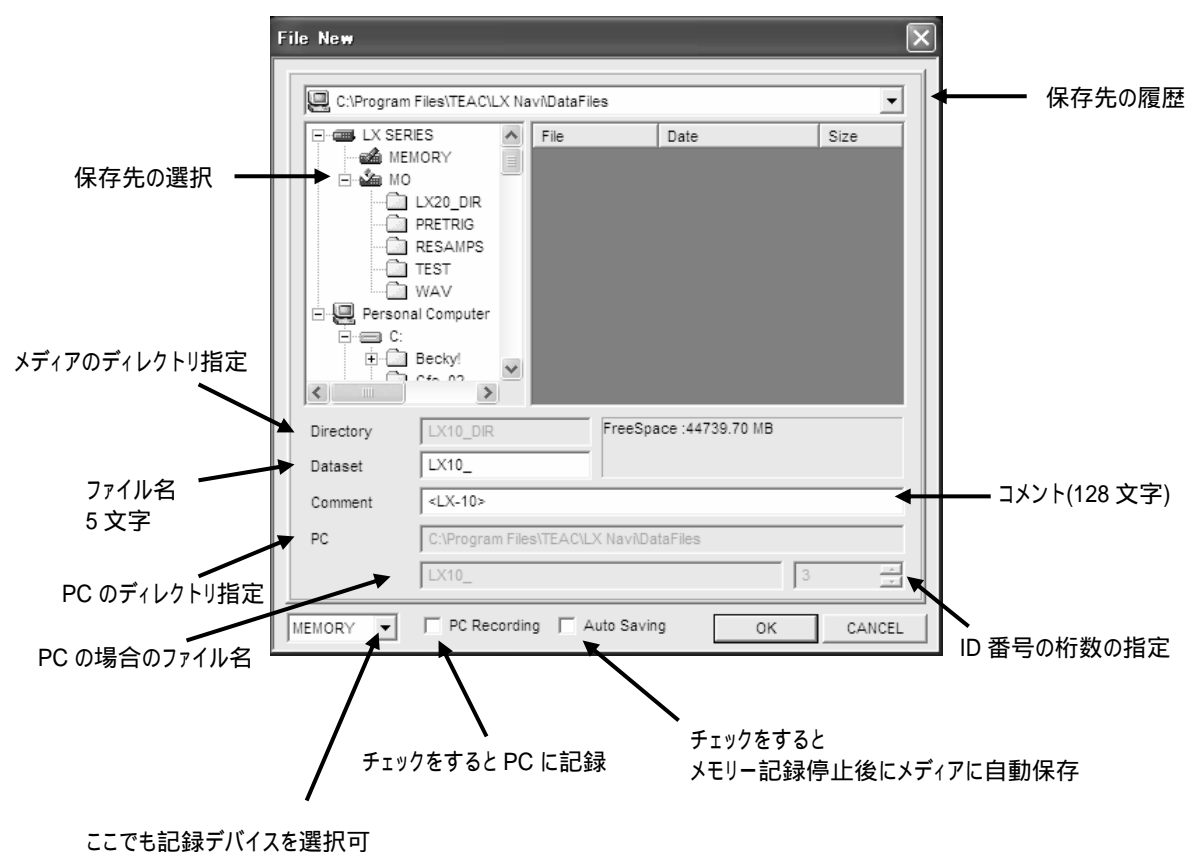 File New
C:\Program Files\TEAC\LX Navi\DataFiles
保存先の履歴
LX SERIES
MEMORY
MO
LX20_DIR
PRETRIG
RESAMPS
TEST
WAV
Personal Computer
C:
Becky!
File Date Size
保存先の選択
メディアのディレクトリ指定
Directory LX10_DIR FreeSpace :44739.70 MB
Dataset LX10_
ファイル名
5 文字
Comment <LX-10>
コメント(128 文字)
PC C:\Program Files\TEAC\LX Navi\DataFiles
PC のディレクトリ指定
LX10_ 3
PC の場合のファイル名
ID 番号の桁数の指定
MEMORY PC Recording Auto Saving OK CANCEL
チェックをすると PC に記録
チェックをすると
メモリー記録停止後にメディアに自動保存
ここでも記録デバイスを選択可